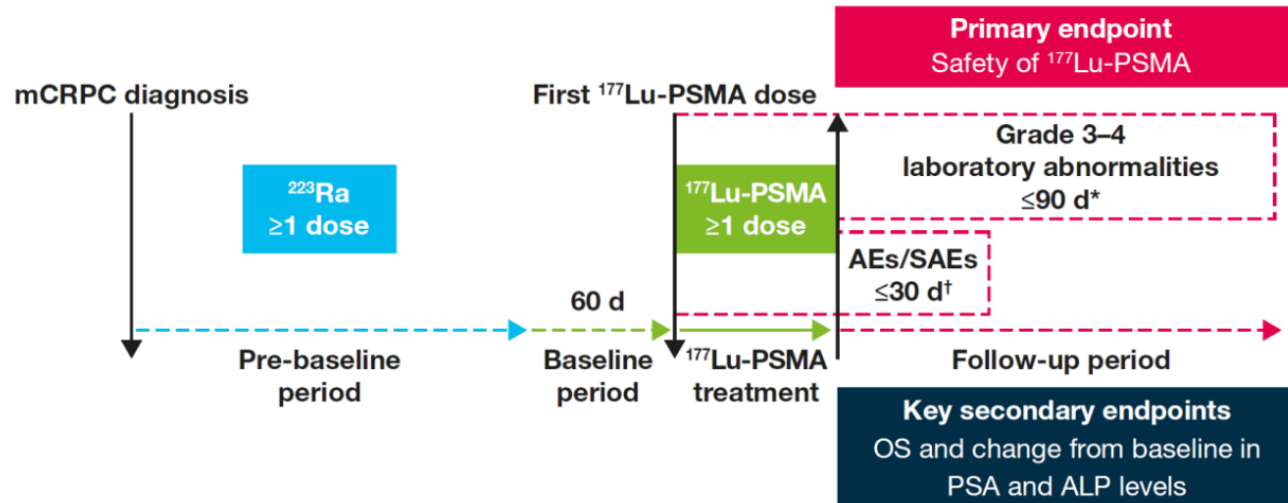 Primary endpoint
Safety of ¹⁷⁷Lu-PSMA
mCRPC diagnosis
First ¹⁷⁷Lu-PSMA dose
Grade 3–4
laboratory abnormalities
≤90 d*
²²³Ra
≥1 dose
¹⁷⁷Lu-PSMA
≥1 dose
AEs/SAEs
≤30 d†
60 d
Pre-baseline
period
Baseline
period
¹⁷⁷Lu-PSMA
treatment
Follow-up period
Key secondary endpoints
OS and change from baseline in
PSA and ALP levels